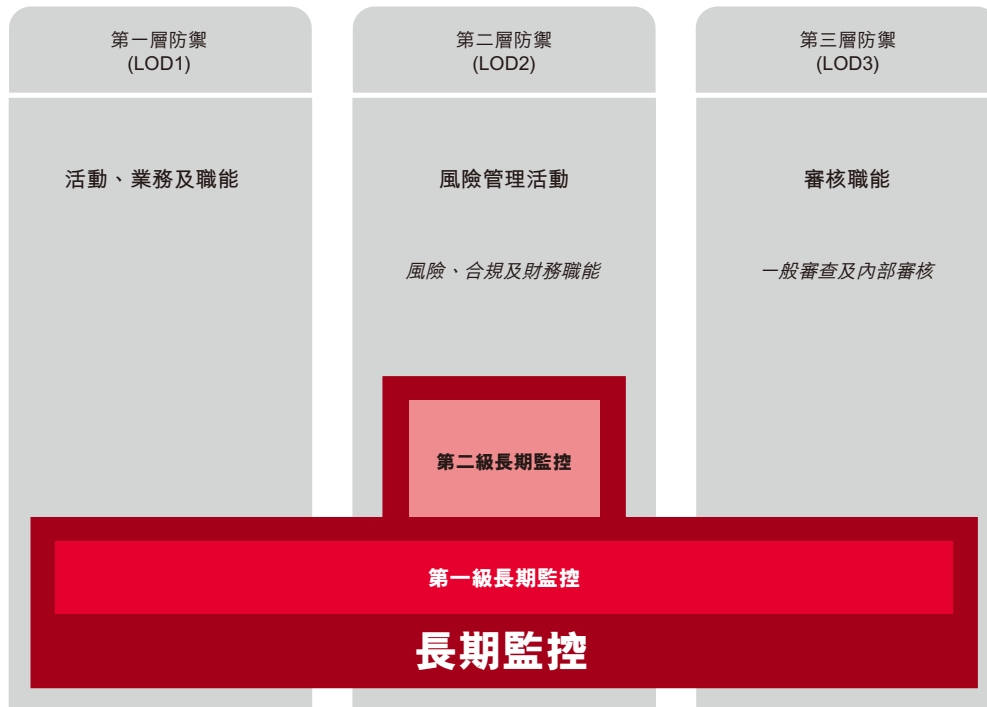 第一層防禦
(LOD1)
第二層防禦
(LOD2)
第三層防禦
(LOD3)
活動、業務及職能
風險管理活動
審核職能
風險、合規及財務職能
一般審查及內部審核
第二級長期監控
第一級長期監控
長期監控